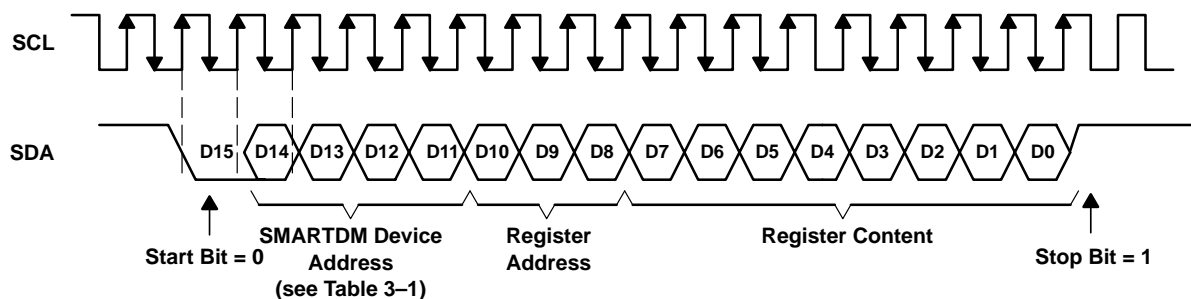 SCL
SDA
D15 D14 D13 D12 D11 D10 D9 D8 D7 D6 D5 D4 D3 D2 D1 D0
Start Bit = 0
SMARTDM Device
Address
(see Table 3–1)
Register
Address
Register Content
Stop Bit = 1